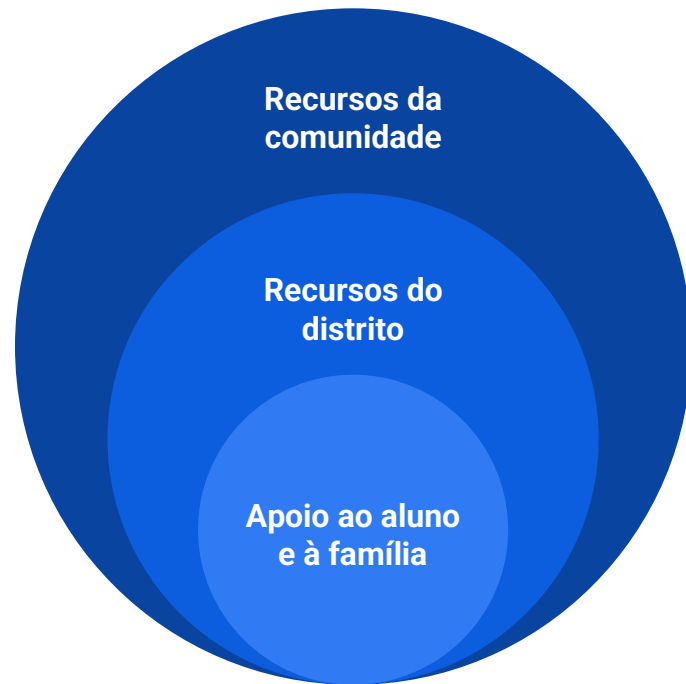 Recursos da
comunidade
Recursos do
distrito
Apoio ao aluno
e à família